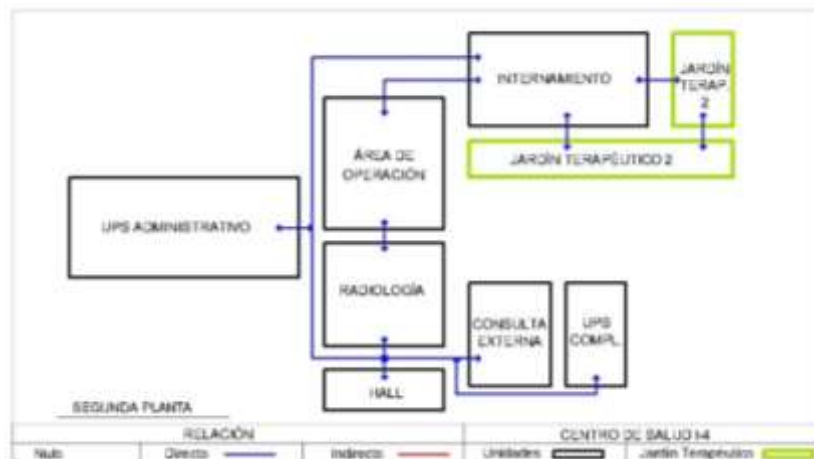 INTERNAMIENTO
JARDÍN
TERAP.
2
ÁREA DE
OPERACIÓN
JARDÍN TERAPÉUTICO 2
UPS ADMINISTRATIVO
RADIOLOGÍA
CONSULTA
EXTERNA
UPS
COMPL.
HALL
SEGUNDA PLANTA
RELACIÓN
CENTRO DE SALUD I-4
Nulo
Directo
Indirecto
Unidades
Jardín Terapéutico